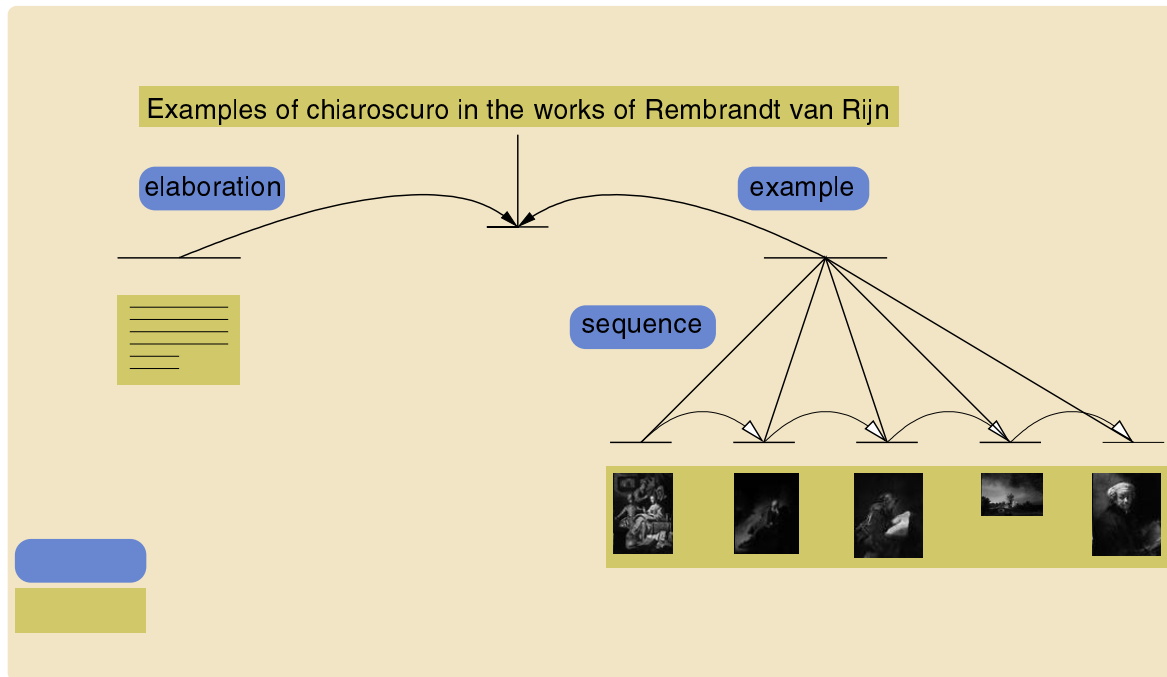 Examples of chiaroscuro in the works of Rembrandt van Rijn
elaboration
example
sequence